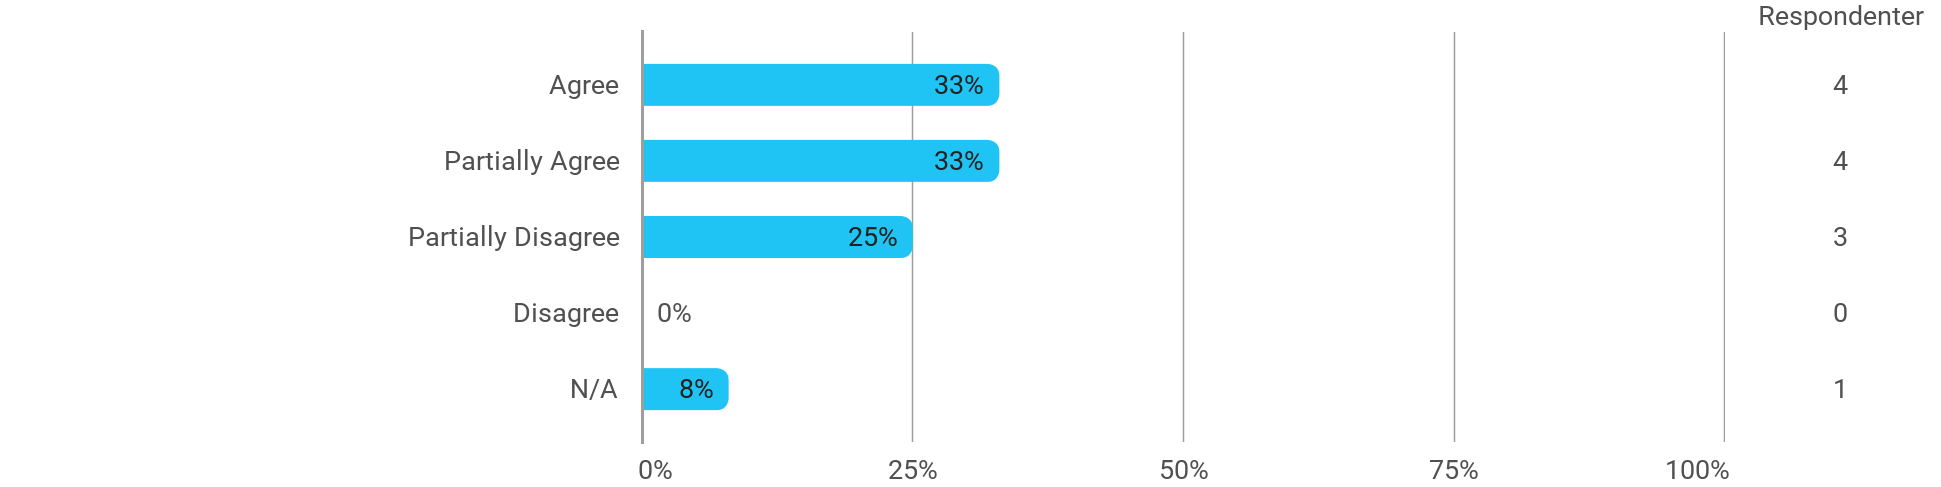 Respondenter
Agree 33% 4
Partially Agree 33% 4
Partially Disagree 25% 3
Disagree 0% 0
N/A 8% 1
0% 25% 50% 75% 100%